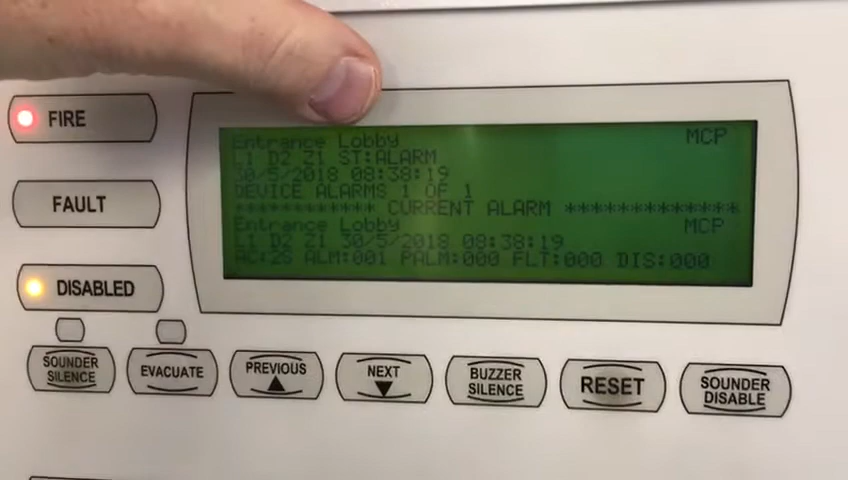 FIRE
FAULT
DISABLED
Entrance Lobby MCP
L1 D2 Z1 ST:ALARM
30/5/2018 08:38:19
DEVICE ALARMS 1 OF 1
*********** CURRENT ALARM *************
Entrance Lobby MCP
L1 D2 Z1 30/5/2018 08:38:19
AC:2S ALM:001 PALM:000 FLT:000 DIS:000
SOUNDER
SILENCE
EVACUATE
PREVIOUS
NEXT
BUZZER
SILENCE
RESET
SOUNDER
DISABLE